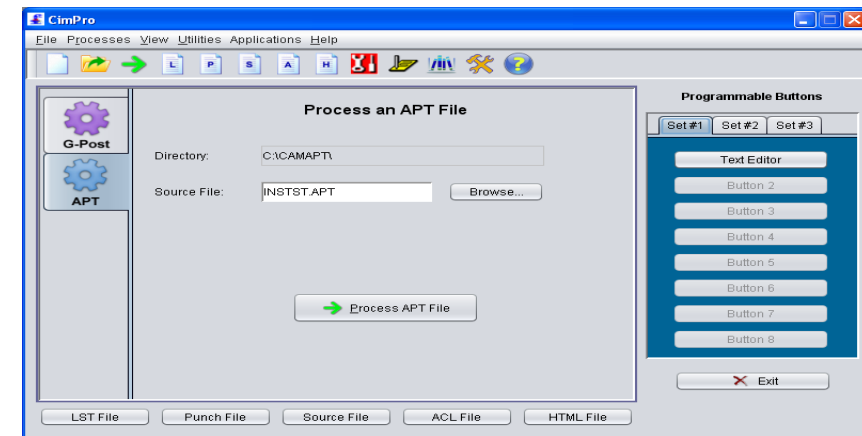 CimPro
File Processes View Utilities Applications Help
L P S A H
Process an APT File
G-Post
APT
Directory: C:\CAMAPT\
Source File: INSTST.APT Browse...
Process APT File
LST File Punch File Source File ACL File HTML File
Programmable Buttons
Set #1 Set #2 Set #3
Text Editor
Button 2
Button 3
Button 4
Button 5
Button 6
Button 7
Button 8
Exit